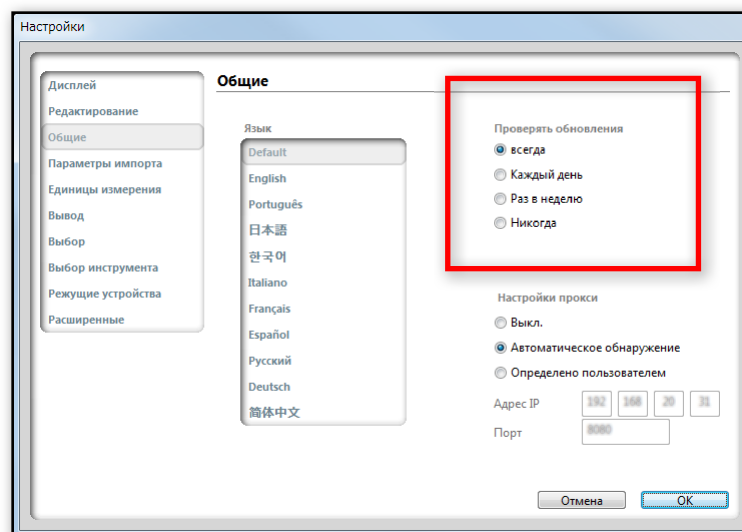 Настройки
Дисплей
Редактирование
Общие
Параметры импорта
Единицы измерения
Вывод
Выбор
Выбор инструмента
Режущие устройства
Расширенные
Общие
Язык
Default
English
Português
日本語
한국어
Italiano
Français
Español
Русский
Deutsch
简体中文
Проверять обновления
всегда
Каждый день
Раз в неделю
Никогда
Настройки прокси
Выкл.
Автоматическое обнаружение
Определено пользователем
Адрес IP 192 168 20 31
Порт 8080
Отмена OK